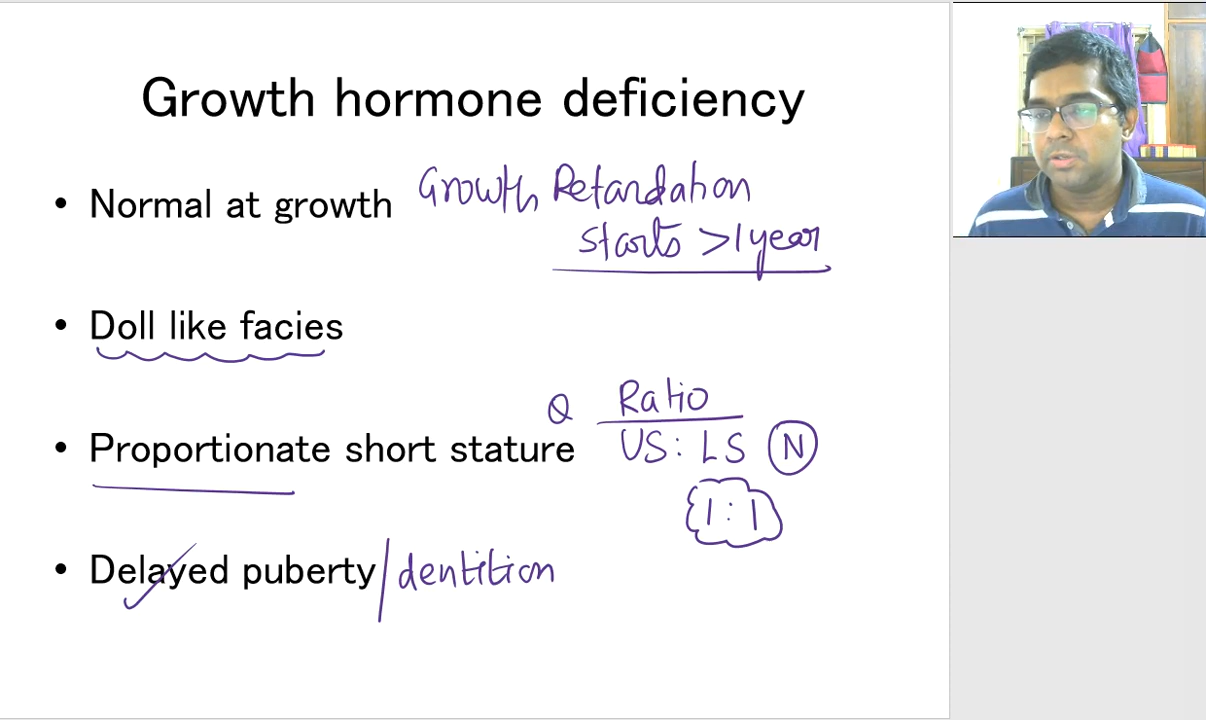 Growth hormone deficiency
• Normal at growth Growth Retardation
starts >1 year
• Doll like facies
Q Ratio
• Proportionate short stature US: LS N
1:1
• Delayed puberty/dentition